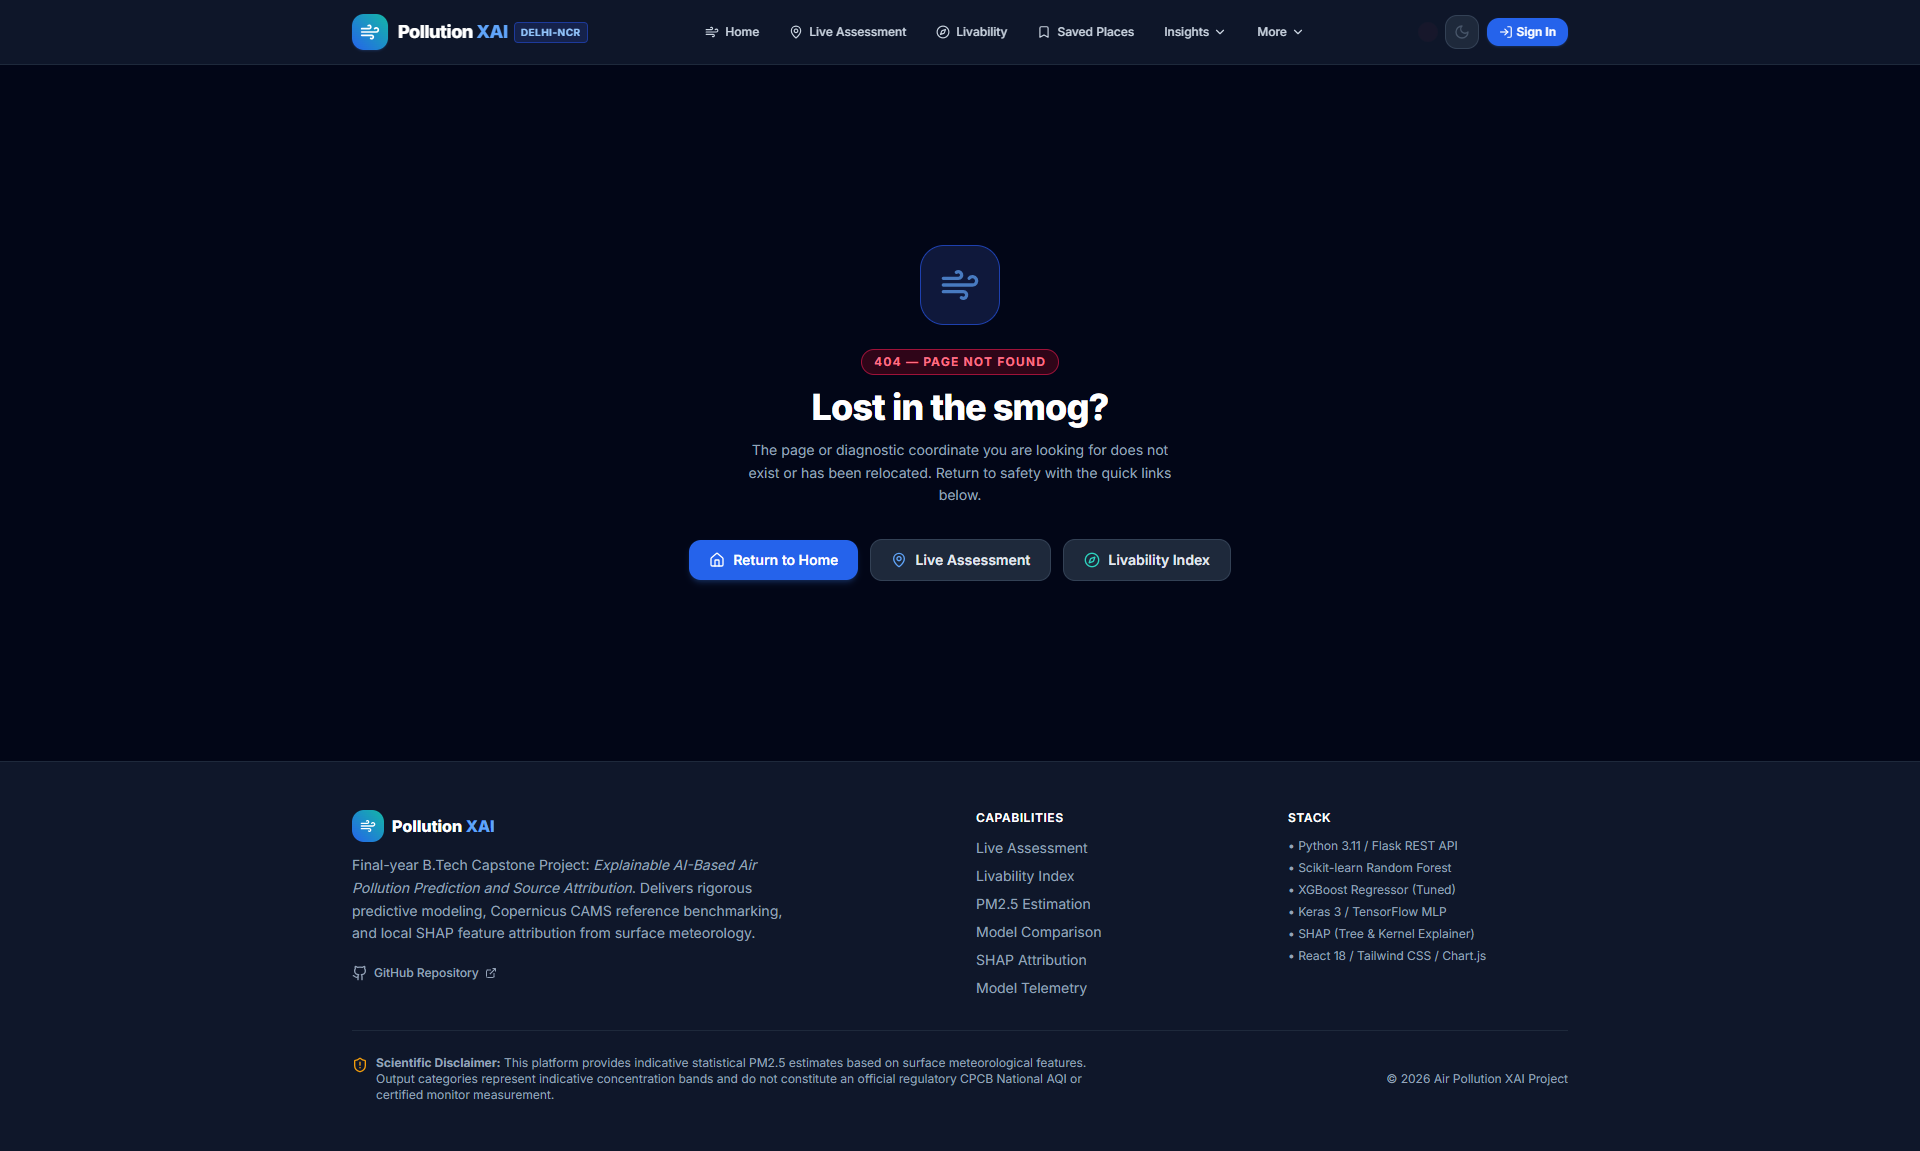 Pollution XAI DELHI-NCR
Home
Live Assessment
Livability
Saved Places
Insights
More
Sign In
404 — PAGE NOT FOUND
Lost in the smog?
The page or diagnostic coordinate you are looking for does not
exist or has been relocated. Return to safety with the quick links
below.
Return to Home
Live Assessment
Livability Index
Pollution XAI
Final-year B.Tech Capstone Project: Explainable AI-Based Air
Pollution Prediction and Source Attribution. Delivers rigorous
predictive modeling, Copernicus CAMS reference benchmarking,
and local SHAP feature attribution from surface meteorology.
GitHub Repository
CAPABILITIES
Live Assessment
Livability Index
PM2.5 Estimation
Model Comparison
SHAP Attribution
Model Telemetry
STACK
• Python 3.11 / Flask REST API
• Scikit-learn Random Forest
• XGBoost Regressor (Tuned)
• Keras 3 / TensorFlow MLP
• SHAP (Tree & Kernel Explainer)
• React 18 / Tailwind CSS / Chart.js
Scientific Disclaimer: This platform provides indicative statistical PM2.5 estimates based on surface meteorological features.
Output categories represent indicative concentration bands and do not constitute an official regulatory CPCB National AQI or
certified monitor measurement.
© 2026 Air Pollution XAI Project